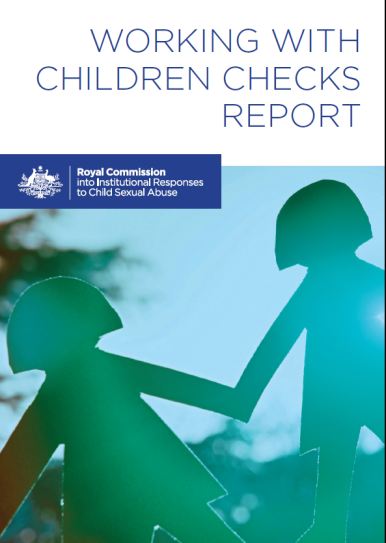 WORKING WITH
CHILDREN CHECKS
REPORT
Royal Commission
into Institutional Responses
to Child Sexual Abuse